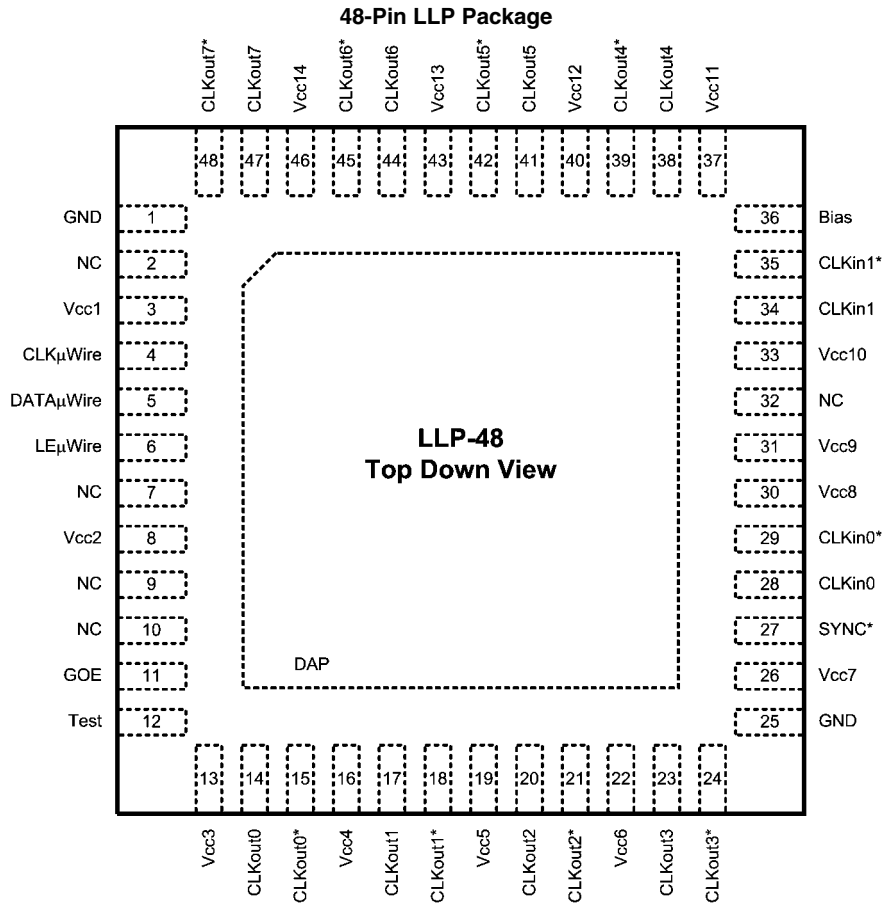 48-Pin LLP Package
CLKout7*
CLKout7
Vcc14
CLKout6*
CLKout6
Vcc13
CLKout5*
CLKout5
Vcc12
CLKout4*
CLKout4
Vcc11
48 47 46 45 44 43 42 41 40 39 38 37
GND 1
NC 2
Vcc1 3
CLKμWire 4
DATAμWire 5
LEμWire 6
NC 7
Vcc2 8
NC 9
NC 10
GOE 11
Test 12
LLP-48
Top Down View
DAP
36 Bias
35 CLKin1*
34 CLKin1
33 Vcc10
32 NC
31 Vcc9
30 Vcc8
29 CLKin0*
28 CLKin0
27 SYNC*
26 Vcc7
25 GND
13 14 15 16 17 18 19 20 21 22 23 24
Vcc3
CLKout0
CLKout0*
Vcc4
CLKout1
CLKout1*
Vcc5
CLKout2
CLKout2*
Vcc6
CLKout3
CLKout3*